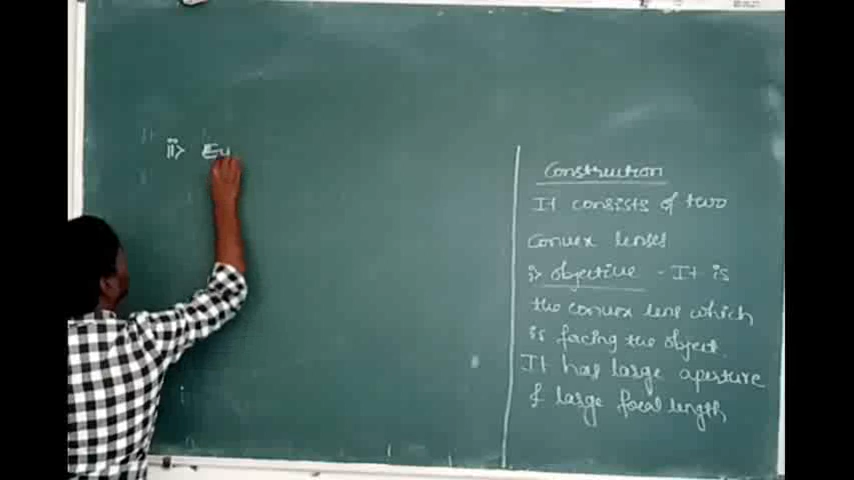 ii> Ey
Construction
It consists of two
convex lenses
i> objective - It is
the convex lens which
is facing the object.
It has large aperture
& large focal length